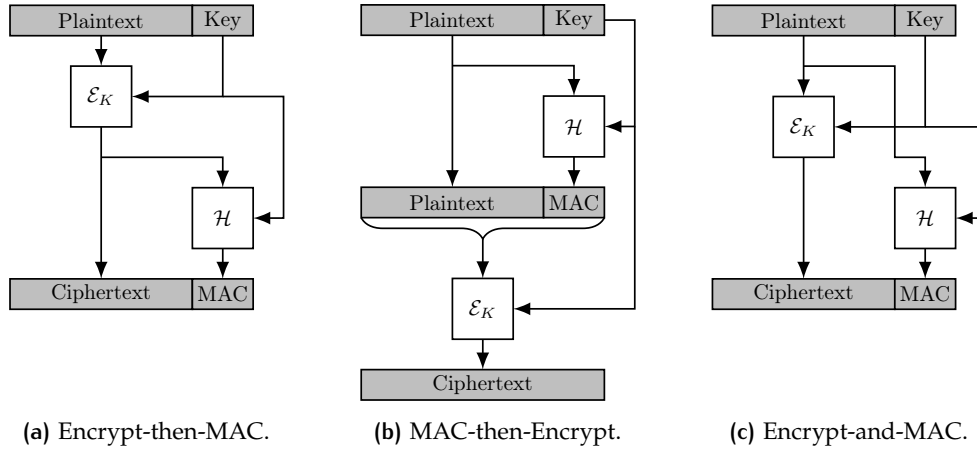 Plaintext Key
ℰ_K
ℋ
Ciphertext MAC
(a) Encrypt-then-MAC.
Plaintext Key
ℋ
Plaintext MAC
ℰ_K
Ciphertext
(b) MAC-then-Encrypt.
Plaintext Key
ℰ_K
ℋ
Ciphertext MAC
(c) Encrypt-and-MAC.